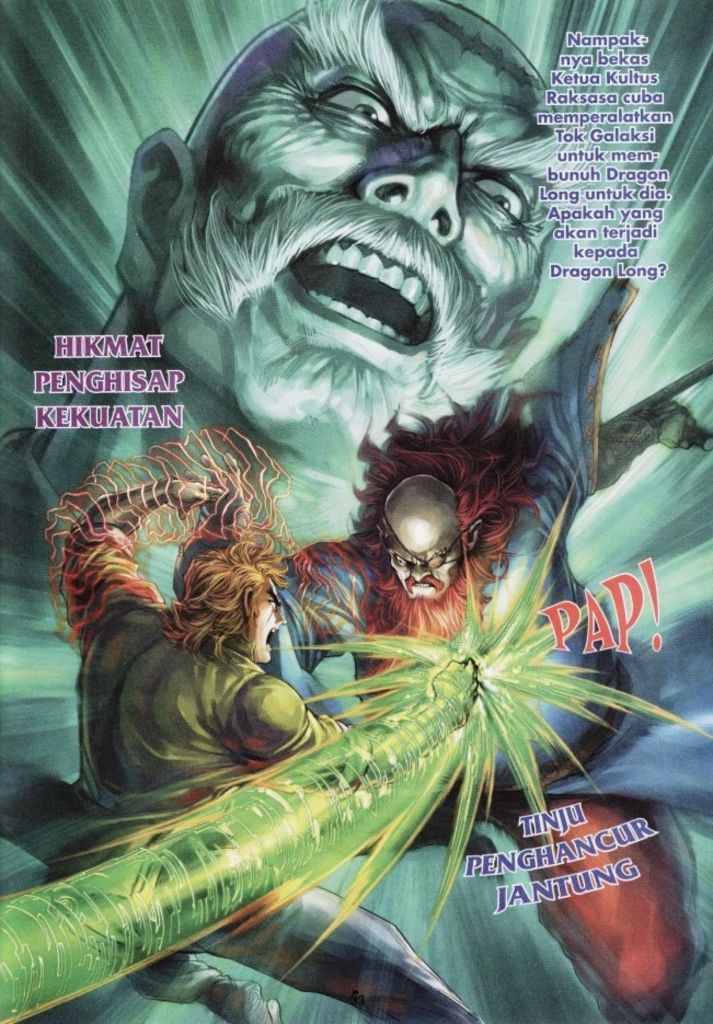 Nampak-
nya bekas
Ketua Kultus
Raksasa cuba
memperalatkan
Tok Galaksi
untuk mem-
bunuh Dragon
Long untuk dia.
Apakah yang
akan terjadi
kepada
Dragon Long?
HIKMAT
PENGHISAP
KEKUATAN
PAP!
TINJU
PENGHANCUR
JANTUNG